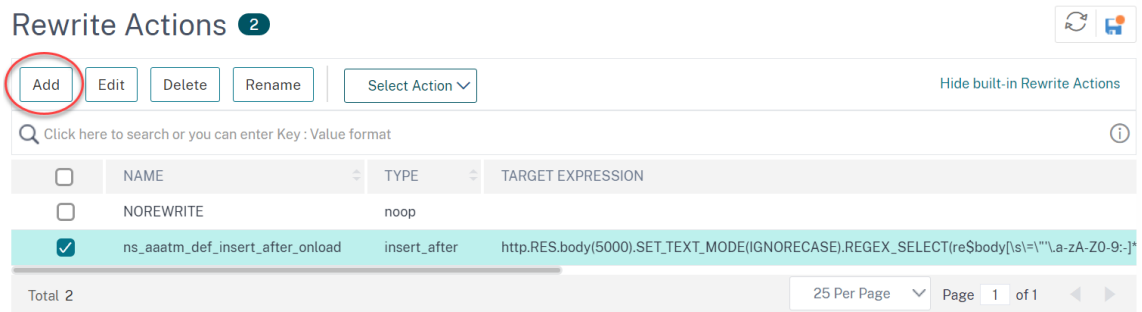 Rewrite Actions 2
Add Edit Delete Rename Select Action Hide built-in Rewrite Actions
Click here to search or you can enter Key : Value format
NAME TYPE TARGET EXPRESSION
NOREWRITE noop
ns_aaatm_def_insert_after_onload insert_after http.RES.body(5000).SET_TEXT_MODE(IGNORECASE).REGEX_SELECT(re$body[\s\=\"'\.a-zA-Z0-9:-]*
Total 2 25 Per Page Page 1 of 1